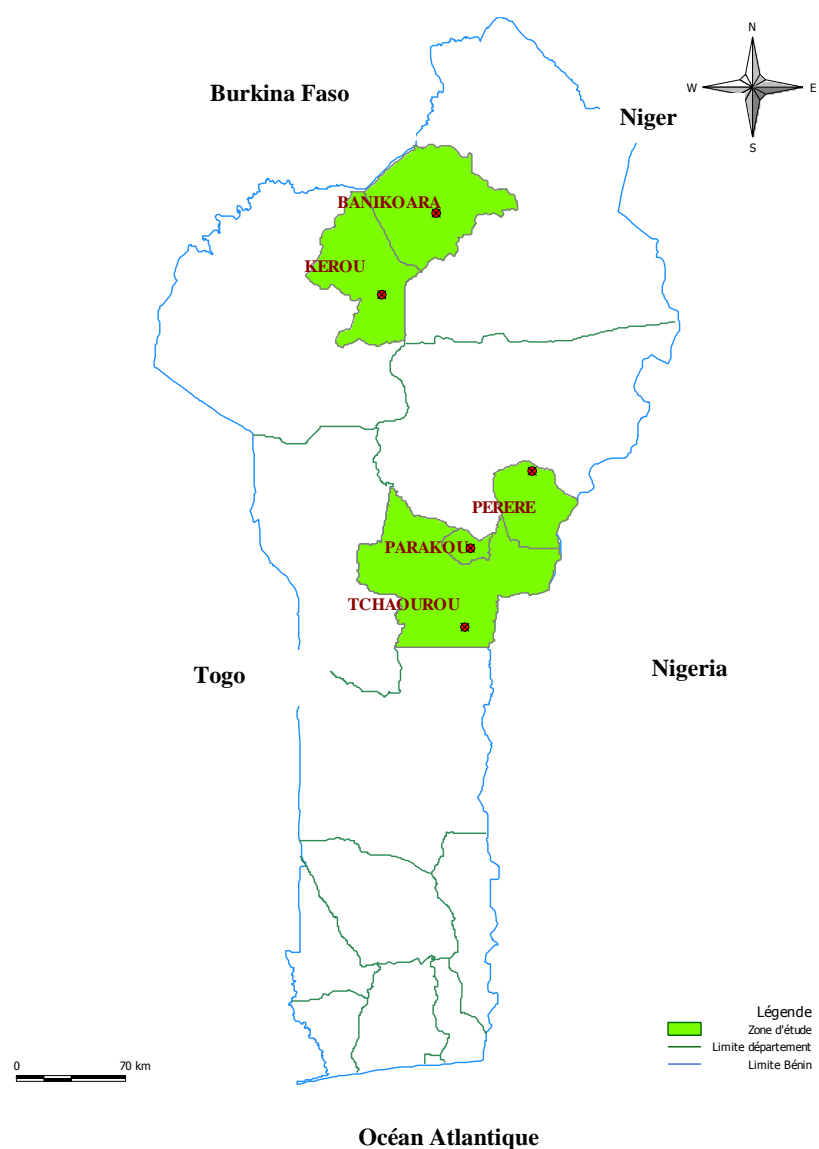 N
Burkina Faso
W
E
Niger
S
BANIKOARA
KEROU
PERERE
PARAKOU
TCHAOUROU
Togo
Nigeria
Légende
Zone d'étude
Limite département
Limite Bénin
0
70 km
Océan Atlantique